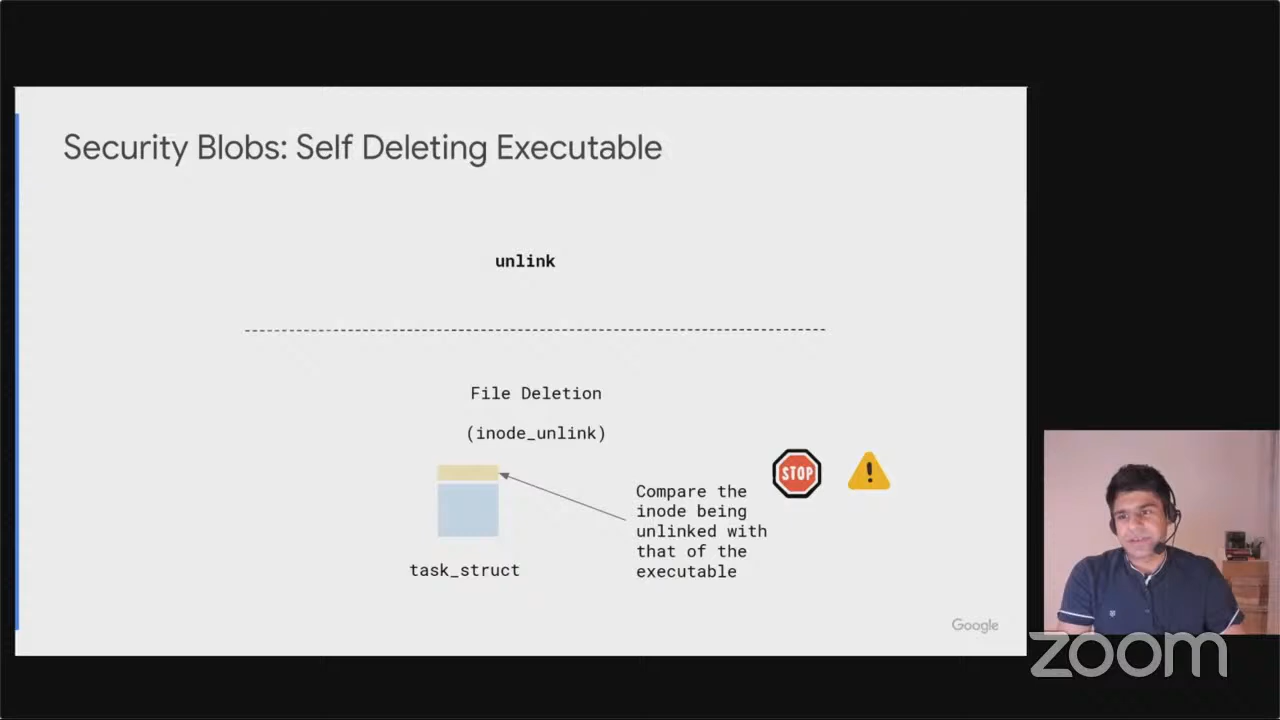 Security Blobs: Self Deleting Executable
unlink
File Deletion
(inode_unlink)
STOP
Compare the
inode being
unlinked with
that of the
executable
task_struct
Google
zoom